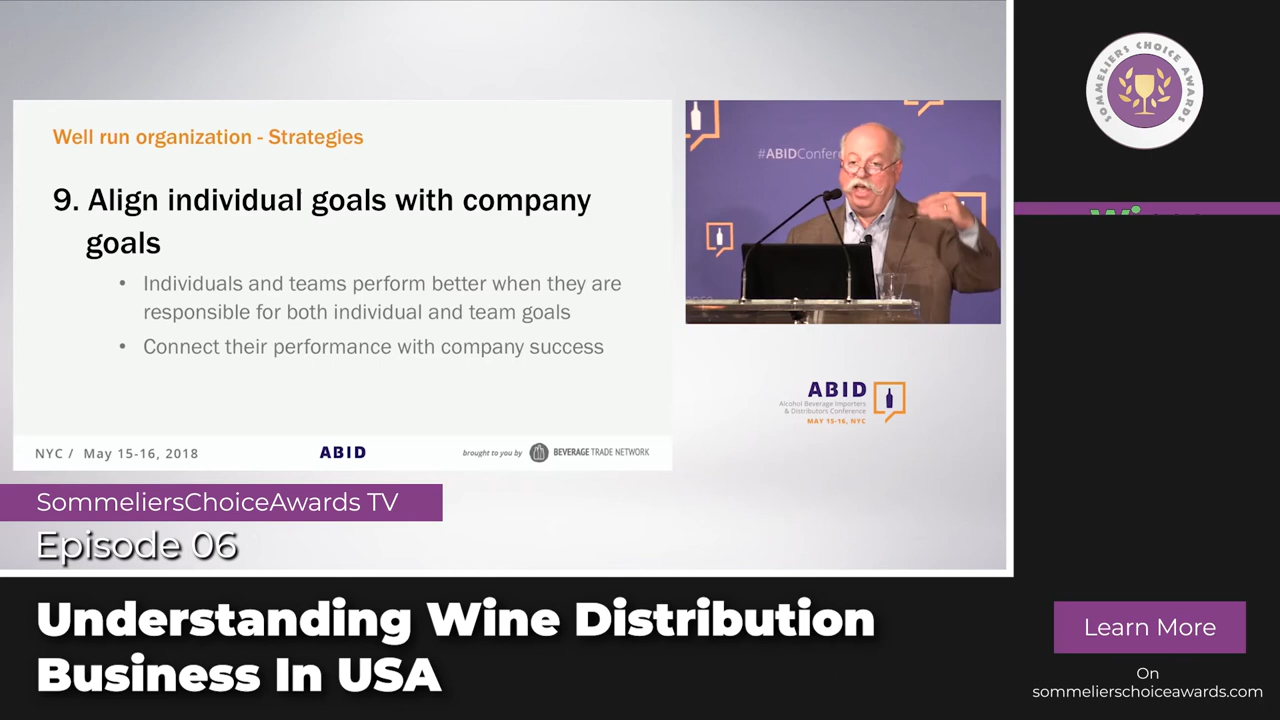 Well run organization - Strategies
9. Align individual goals with company
goals
• Individuals and teams perform better when they are
responsible for both individual and team goals
• Connect their performance with company success
NYC / May 15-16, 2018
ABID
brought to you by
BEVERAGE TRADE NETWORK
#ABIDConfer
ABID
Alcohol Beverage Importers
& Distributors Conference
MAY 15-16, NYC
SOMMELIERS CHOICE AWARDS
SommeliersChoiceAwards TV
Episode 06
Understanding Wine Distribution
Business In USA
Learn More
On
sommelierschoiceawards.com